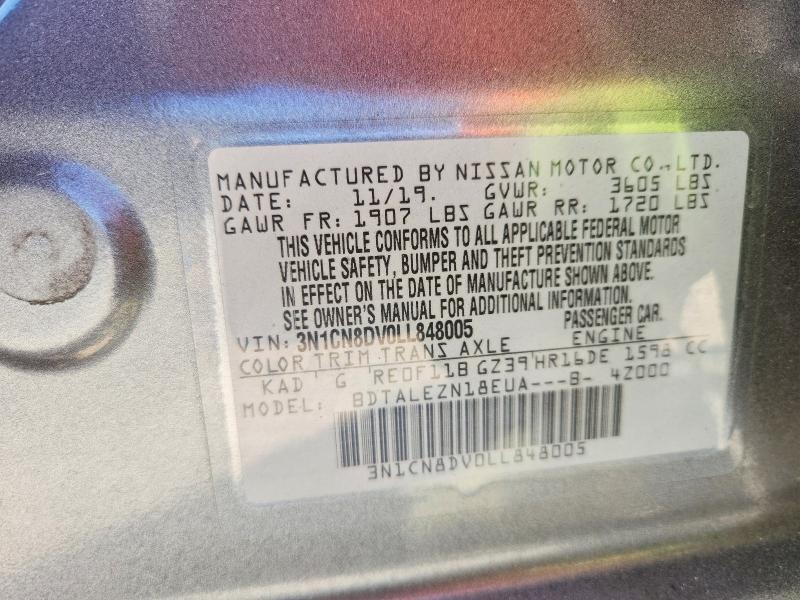 MANUFACTURED BY NISSAN MOTOR CO., LTD.
DATE: 11/19. GVWR: 3605 LBS
GAWR FR: 1907 LBS GAWR RR: 1720 LBS
THIS VEHICLE CONFORMS TO ALL APPLICABLE FEDERAL MOTOR
VEHICLE SAFETY, BUMPER AND THEFT PREVENTION STANDARDS
IN EFFECT ON THE DATE OF MANUFACTURE SHOWN ABOVE.
SEE OWNER'S MANUAL FOR ADDITIONAL INFORMATION.
VIN: 3N1CN8DV0LL848005 PASSENGER CAR.
COLOR TRIM TRANS AXLE ENGINE
KAD G RE0F11B GZ39 HR16DE 1598 CC
MODEL: BDTALEZN18EUA---B- 4Z000
3N1CN8DV0LL848005